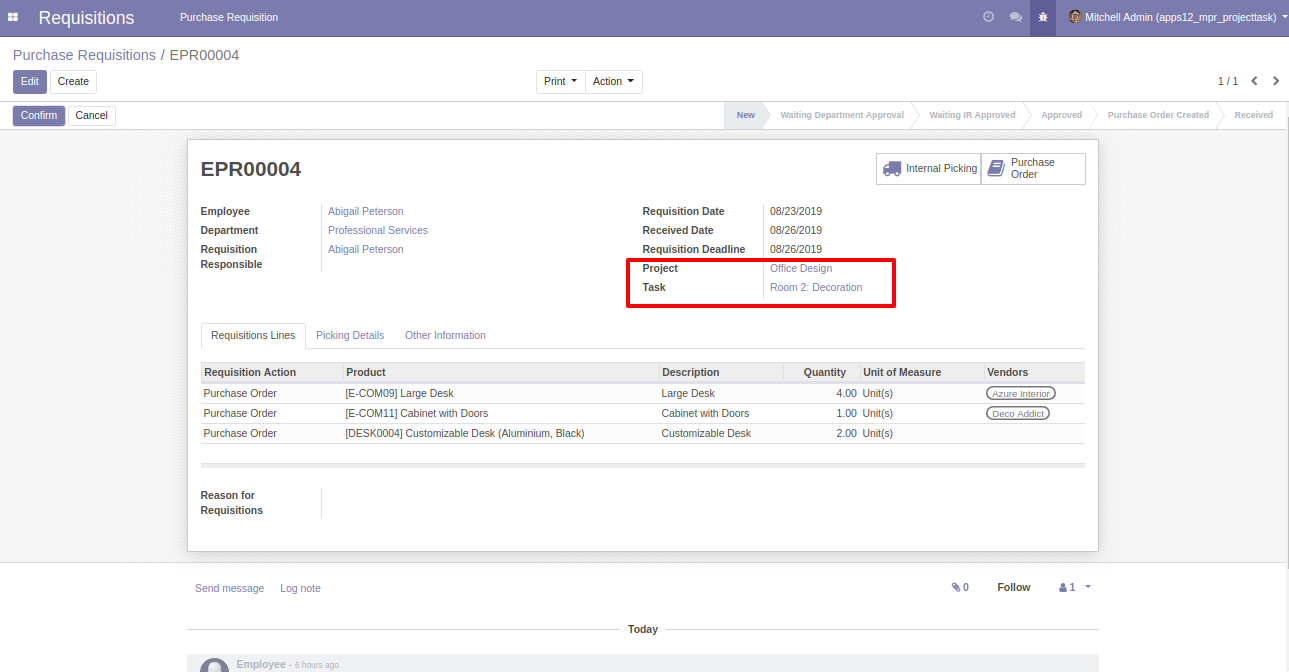 Requisitions Purchase Requisition Mitchell Admin (apps12_mpr_projecttask)
Purchase Requisitions / EPR00004
Edit Create Print Action 1 / 1
Confirm Cancel New Waiting Department Approval Waiting IR Approved Approved Purchase Order Created Received
EPR00004
Internal Picking
Purchase
Order
Employee Abigail Peterson
Department Professional Services
Requisition Abigail Peterson
Responsible
Requisition Date 08/23/2019
Received Date 08/26/2019
Requisition Deadline 08/26/2019
Project Office Design
Task Room 2: Decoration
Requisitions Lines Picking Details Other Information
Requisition Action Product Description Quantity Unit of Measure Vendors
Purchase Order [E-COM09] Large Desk Large Desk 4.00 Unit(s) Azure Interior
Purchase Order [E-COM11] Cabinet with Doors Cabinet with Doors 1.00 Unit(s) Deco Addict
Purchase Order [DESK0004] Customizable Desk (Aluminium, Black) Customizable Desk 2.00 Unit(s)
Reason for
Requisitions
Send message Log note 0 Follow 1
Today
Employee - 6 hours ago